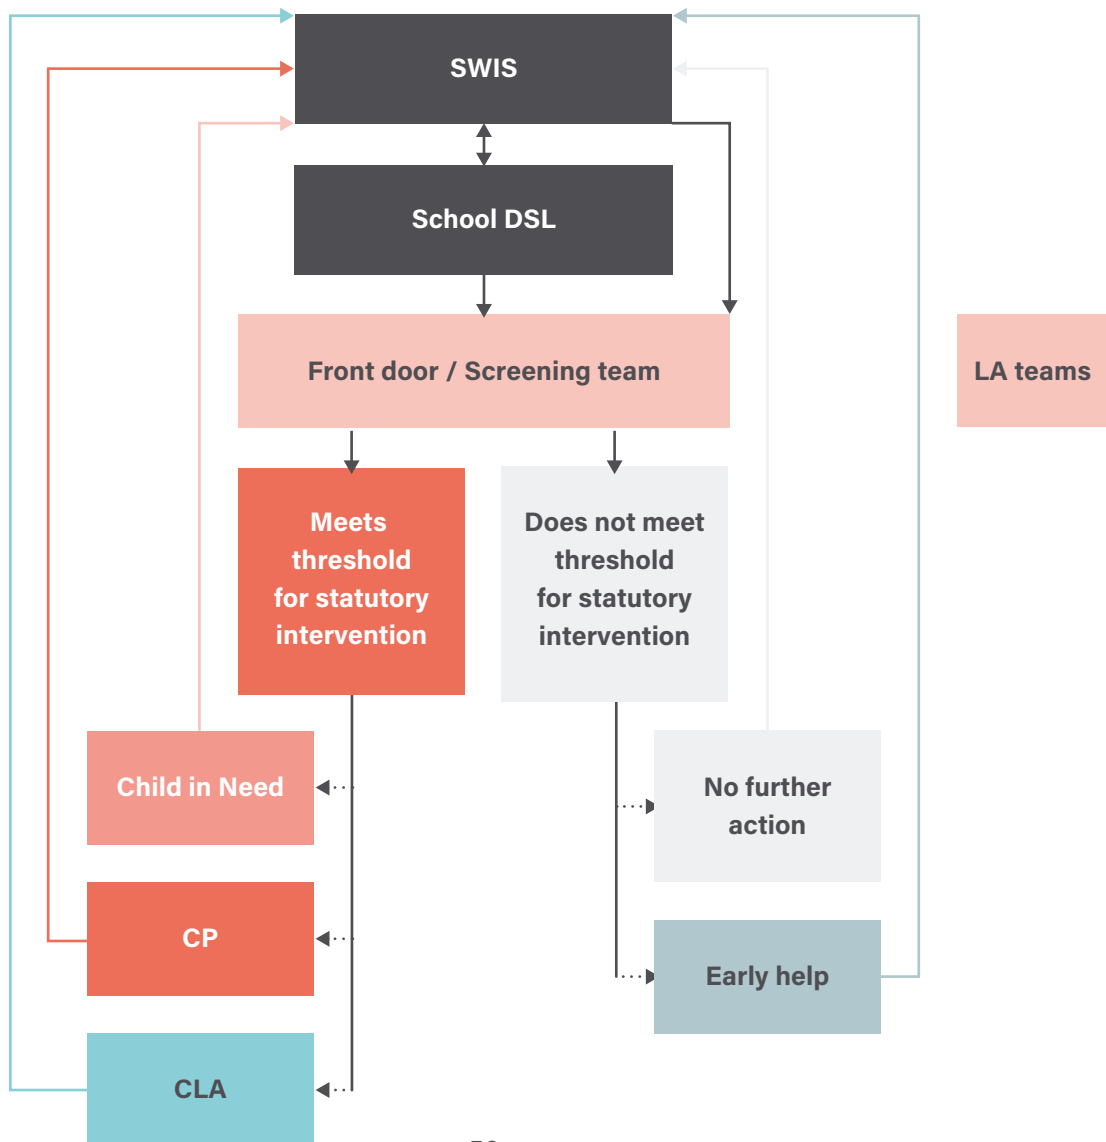 SWIS
School DSL
Front door / Screening team
LA teams
Meets
threshold
for statutory
intervention
Does not meet
threshold
for statutory
intervention
Child in Need
No further
action
CP
Early help
CLA